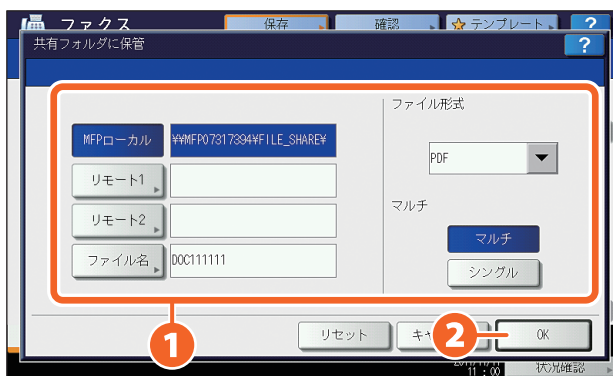 ファクス
保存
確認
テンプレート
?
共有フォルダに保管
?
MFPローカル
¥¥MFP07317394¥FILE_SHARE¥
リモート1
リモート2
ファイル名
DOC111111
ファイル形式
PDF
マルチ
マルチ
シングル
1
リセット
キャ
2
OK
2011/11/11
11:00
状況確認